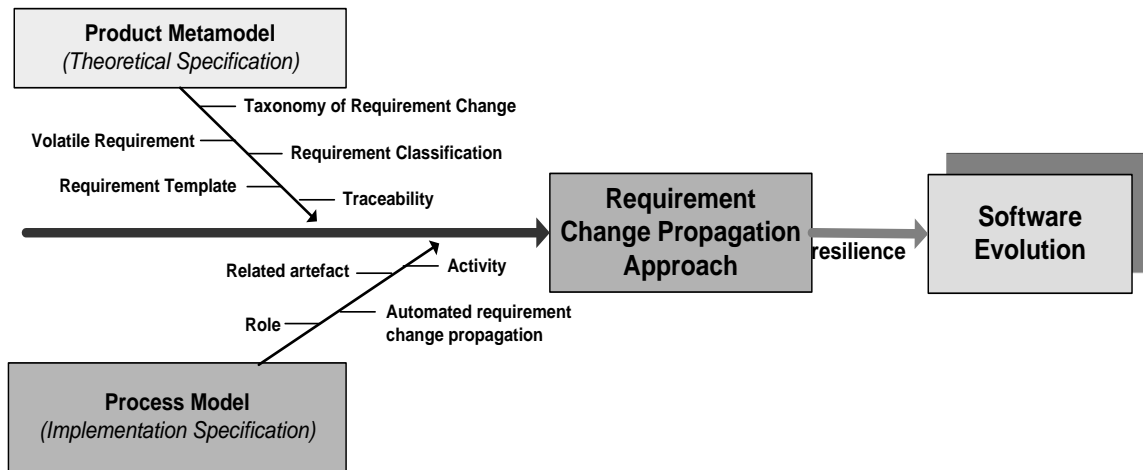 Product Metamodel
(Theoretical Specification)
Taxonomy of Requirement Change
Volatile Requirement
Requirement Classification
Requirement Template
Traceability
Requirement
Change Propagation
Approach
resilience
Software
Evolution
Related artefact
Activity
Role
Automated requirement
change propagation
Process Model
(Implementation Specification)